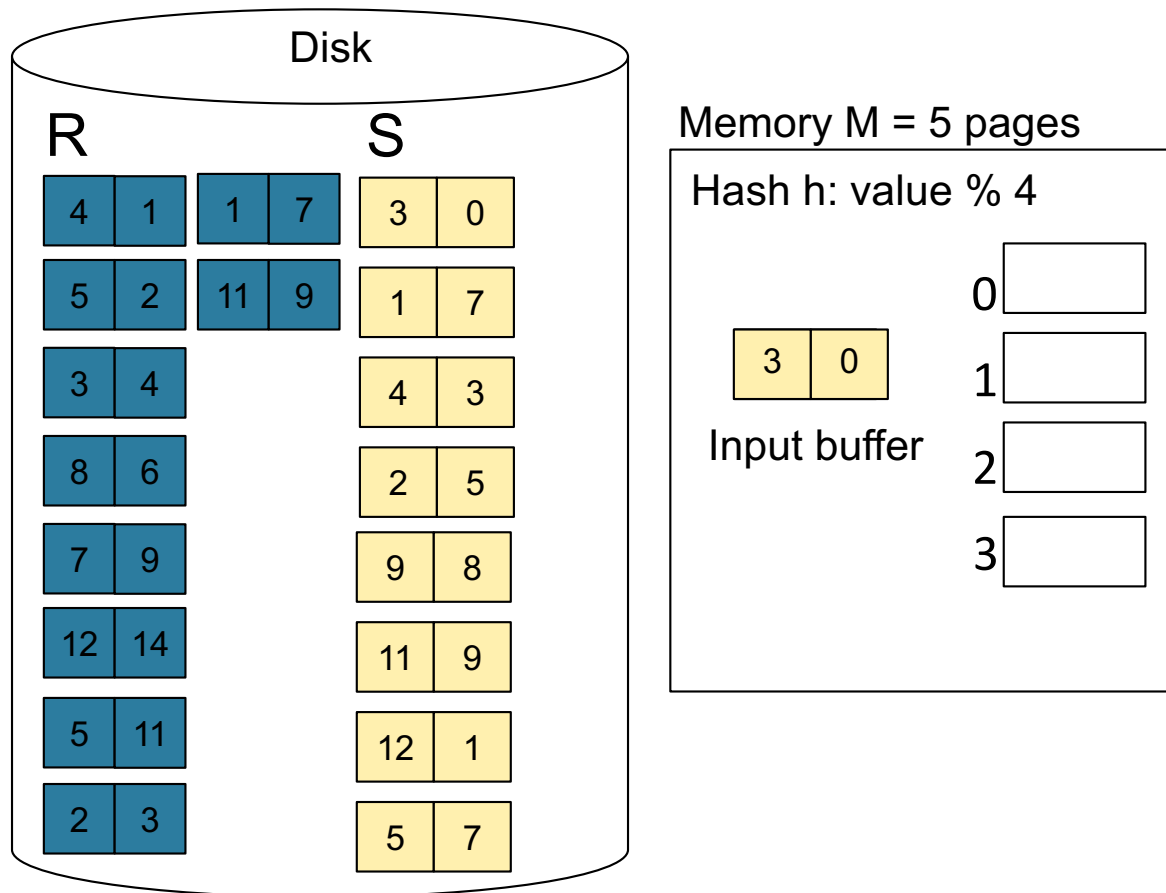 Disk
R S
4 1 1 7 3 0
5 2 11 9 1 7
3 4 4 3
8 6 2 5
7 9 9 8
12 14 11 9
5 11 12 1
2 3 5 7
Memory M = 5 pages
Hash h: value % 4
0
3 0
1
Input buffer
2
3